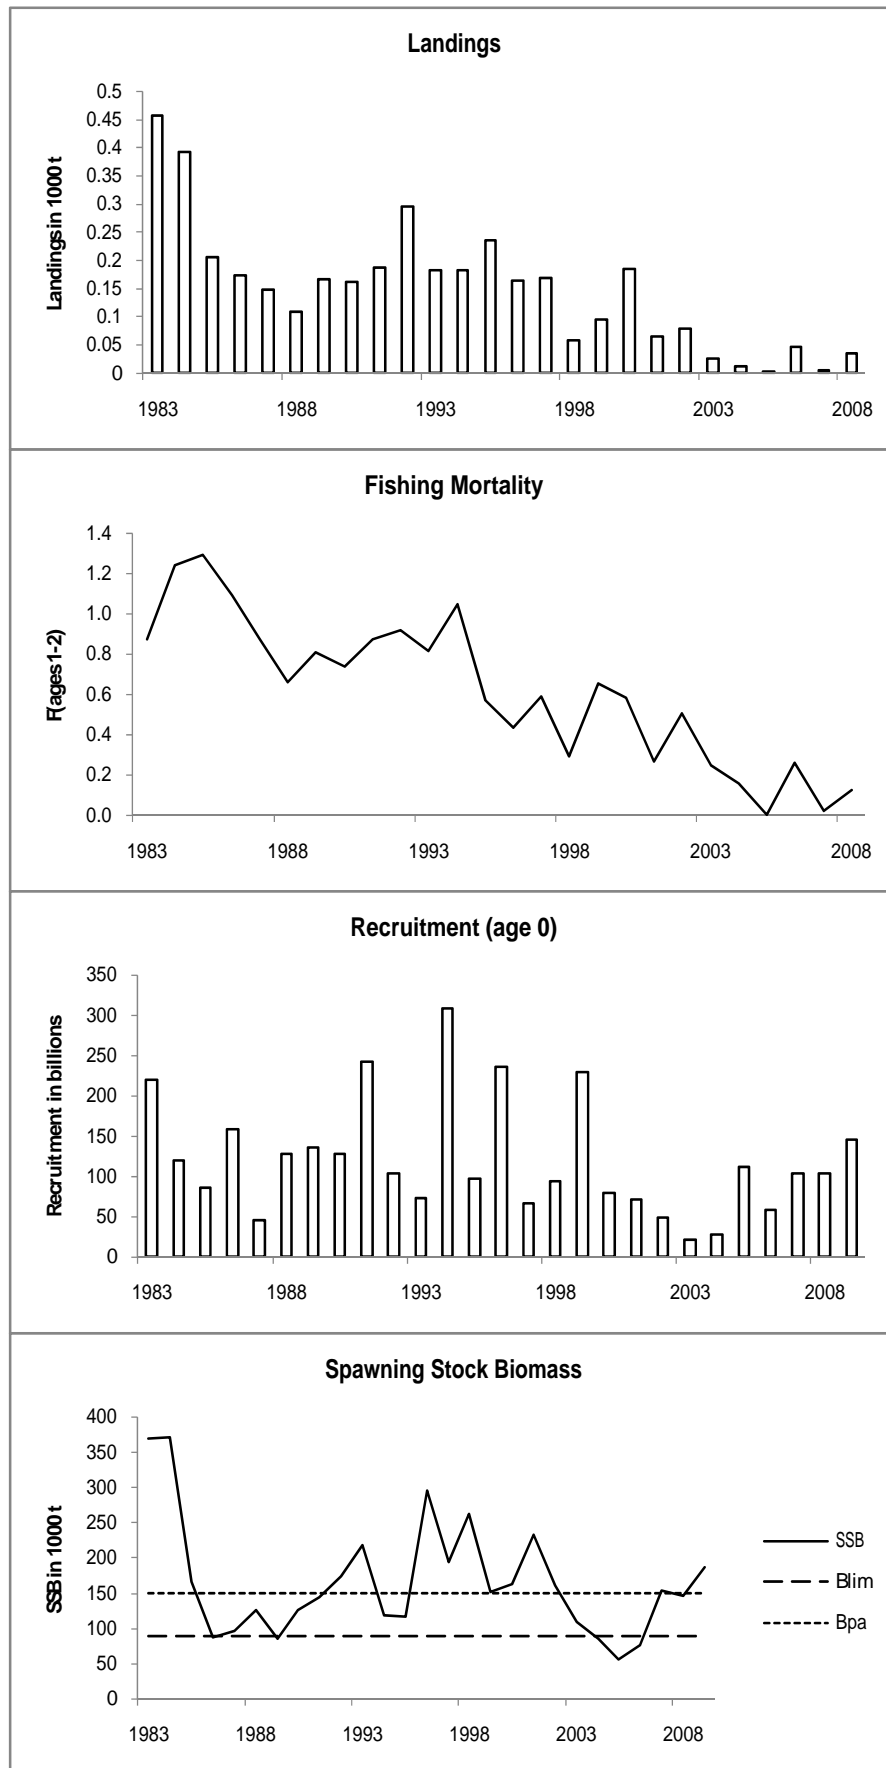 Landings
Landings in 1000 t
0.5
0.45
0.4
0.35
0.3
0.25
0.2
0.15
0.1
0.05
0
1983 1988 1993 1998 2003 2008
Fishing Mortality
F(ages 1-2)
1.4
1.2
1.0
0.8
0.6
0.4
0.2
0.0
1983 1988 1993 1998 2003 2008
Recruitment (age 0)
Recruitment in billions
350
300
250
200
150
100
50
0
1983 1988 1993 1998 2003 2008
Spawning Stock Biomass
SSB in 1000 t
400
350
300
250
200
150
100
50
0
1983 1988 1993 1998 2003 2008
SSB
Blim
Bpa